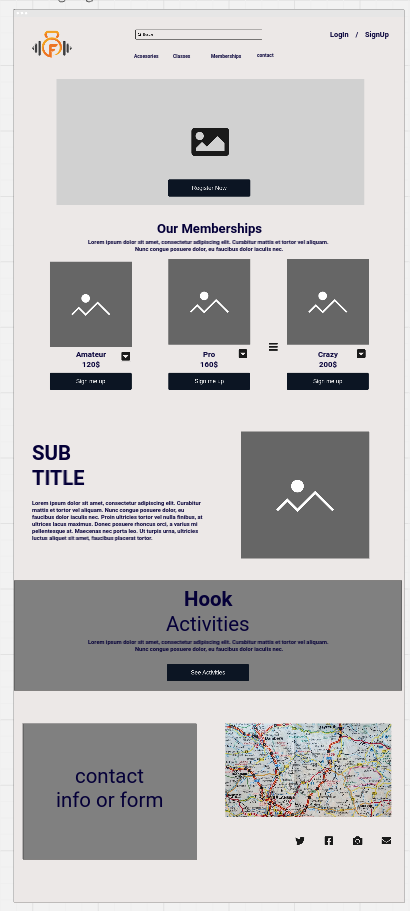 F
LogIn / SignUp
Accesories Classes Memberships contact
Register Now
Our Memberships
Lorem ipsum dolor sit amet, consectetur adipiscing elit. Curabitur mattis et tortor vel aliquam.
Nunc congue posuere dolor, eu faucibus dolor iaculis nec.
Amateur
120$
Sign me up
Pro
160$
Sign me up
Crazy
200$
Sign me up
SUB
TITLE
Lorem ipsum dolor sit amet, consectetur adipiscing elit. Curabitur
mattis et tortor vel aliquam. Nunc congue posuere dolor, eu
faucibus dolor iaculis nec. Proin ultricies tortor vel nulla finibus, at
ultrices lacus maximus. Donec posuere rhoncus orci, a varius mi
pellentesque at. Maecenas nec porta leo. Ut turpis urna, ultricies
luctus aliquet sit amet, faucibus placerat tortor.
Hook
Activities
Lorem ipsum dolor sit amet, consectetur adipiscing elit. Curabitur mattis et tortor vel aliquam.
Nunc congue posuere dolor, eu faucibus dolor iaculis nec.
See Activities
contact
info or form